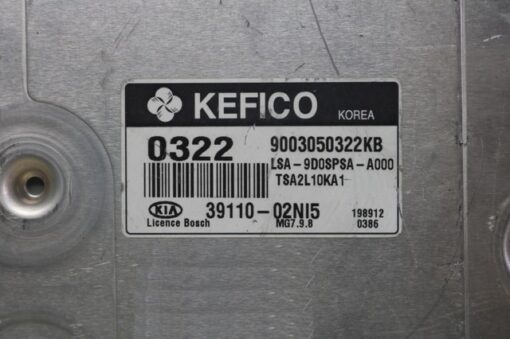 KEFICO KOREA
0322 9003050322KB
LSA-9D0SPSA-A000
TSA2L10KA1
KIA 39110-02NI5 198912
Licence Bosch MG7.9.8 0386